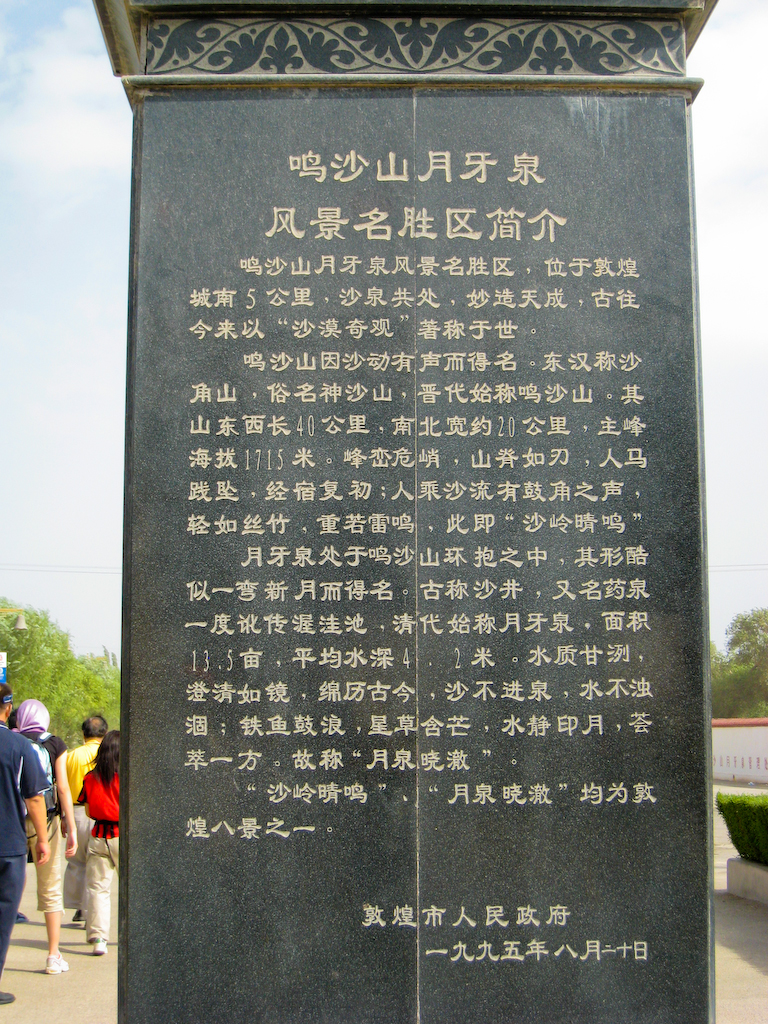 鸣沙山月牙泉
风景名胜区简介
鸣沙山月牙泉风景名胜区，位于敦煌
城南5公里，沙泉共处，妙造天成，古往
今来以“沙漠奇观”著称于世。
鸣沙山因沙动有声而得名。东汉称沙
角山，俗名神沙山，晋代始称鸣沙山。其
山东西长40公里，南北宽约20公里，主峰
海拔1715米。峰峦危峭，山脊如刃，人马
践坠，经宿复初；人乘沙流有鼓角之声，
轻如丝竹，重若雷鸣，此即“沙岭晴鸣”
月牙泉处于鸣沙山环抱之中，其形酷
似一弯新月而得名。古称沙井，又名药泉
一度讹传渥洼池，清代始称月牙泉，面积
13.5亩，平均水深4.2米。水质甘洌，
澄清如镜，绵历古今，沙不进泉，水不浊
涸；铁鱼鼓浪，星草含芒，水静印月，荟
萃一方。故称“月泉晓澈”。
“沙岭晴鸣”、“月泉晓澈”均为敦
煌八景之一。
敦煌市人民政府
一九九五年八月二十日